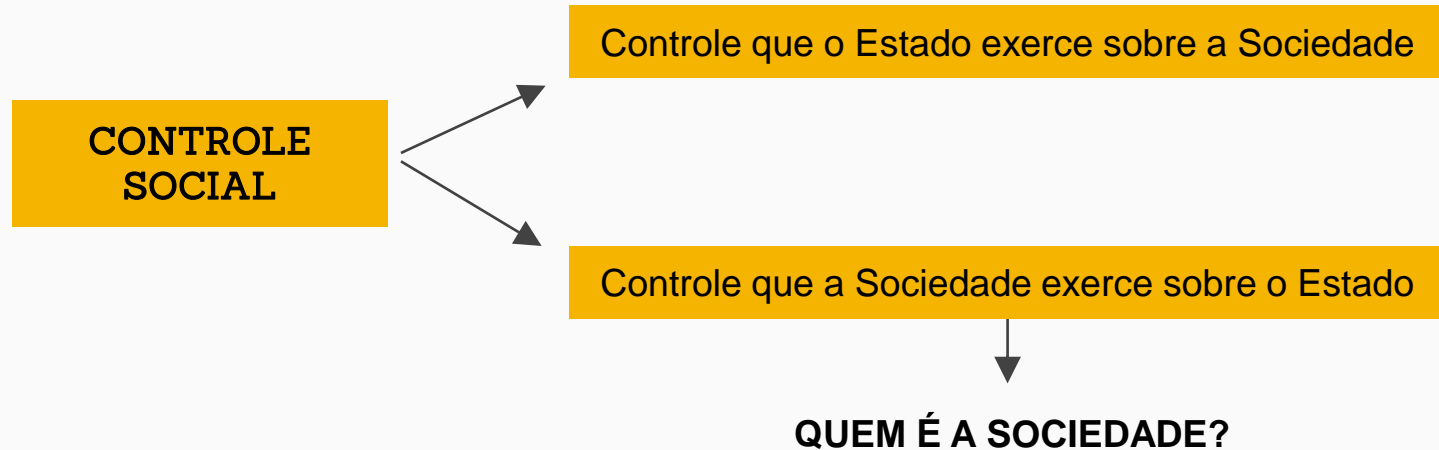 Controle que o Estado exerce sobre a Sociedade
CONTROLE
SOCIAL
Controle que a Sociedade exerce sobre o Estado
QUEM É A SOCIEDADE?